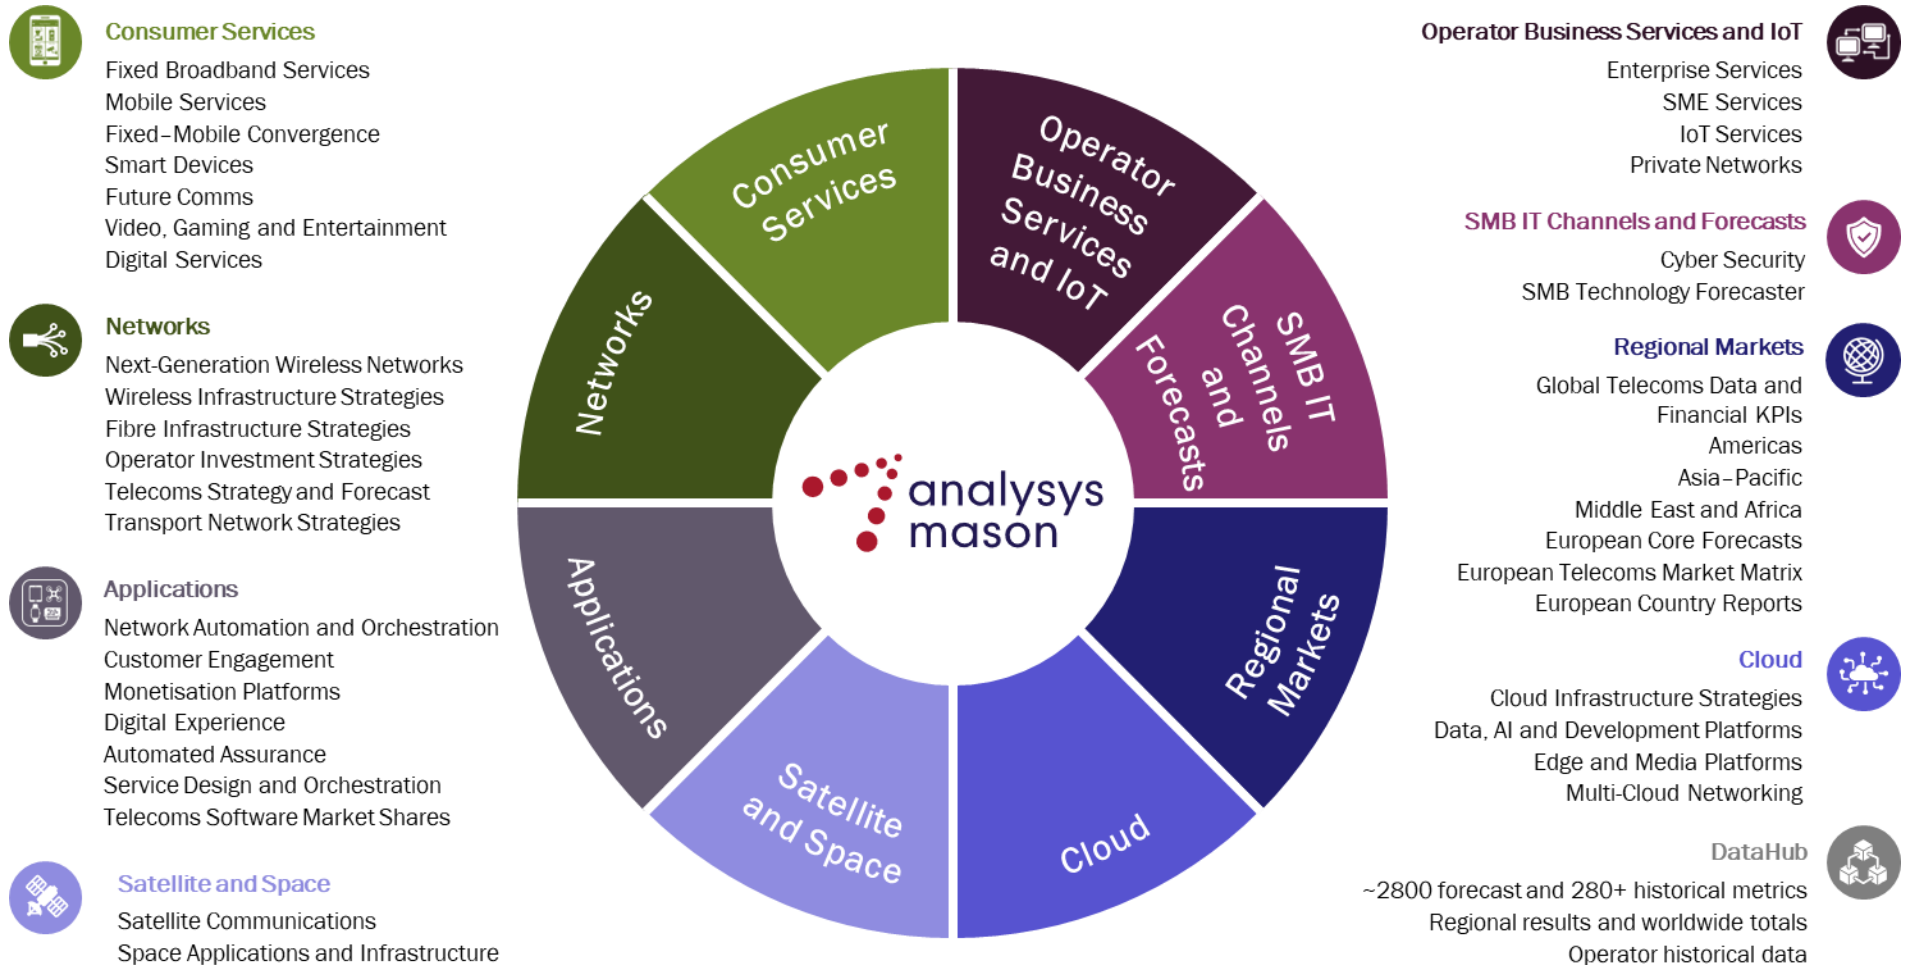 Consumer Services
Fixed Broadband Services
Mobile Services
Fixed–Mobile Convergence
Smart Devices
Future Comms
Video, Gaming and Entertainment
Digital Services
Networks
Next-Generation Wireless Networks
Wireless Infrastructure Strategies
Fibre Infrastructure Strategies
Operator Investment Strategies
Telecoms Strategy and Forecast
Transport Network Strategies
Applications
Network Automation and Orchestration
Customer Engagement
Monetisation Platforms
Digital Experience
Automated Assurance
Service Design and Orchestration
Telecoms Software Market Shares
Satellite and Space
Satellite Communications
Space Applications and Infrastructure
Consumer
Services
Operator
Business
Services
and IoT
SMB IT
Channels
and
Forecasts
Regional
Markets
Cloud
Satellite
and Space
Applications
Networks
analysys
mason
Operator Business Services and IoT
Enterprise Services
SME Services
IoT Services
Private Networks
SMB IT Channels and Forecasts
Cyber Security
SMB Technology Forecaster
Regional Markets
Global Telecoms Data and
Financial KPIs
Americas
Asia–Pacific
Middle East and Africa
European Core Forecasts
European Telecoms Market Matrix
European Country Reports
Cloud
Cloud Infrastructure Strategies
Data, AI and Development Platforms
Edge and Media Platforms
Multi-Cloud Networking
DataHub
~2800 forecast and 280+ historical metrics
Regional results and worldwide totals
Operator historical data